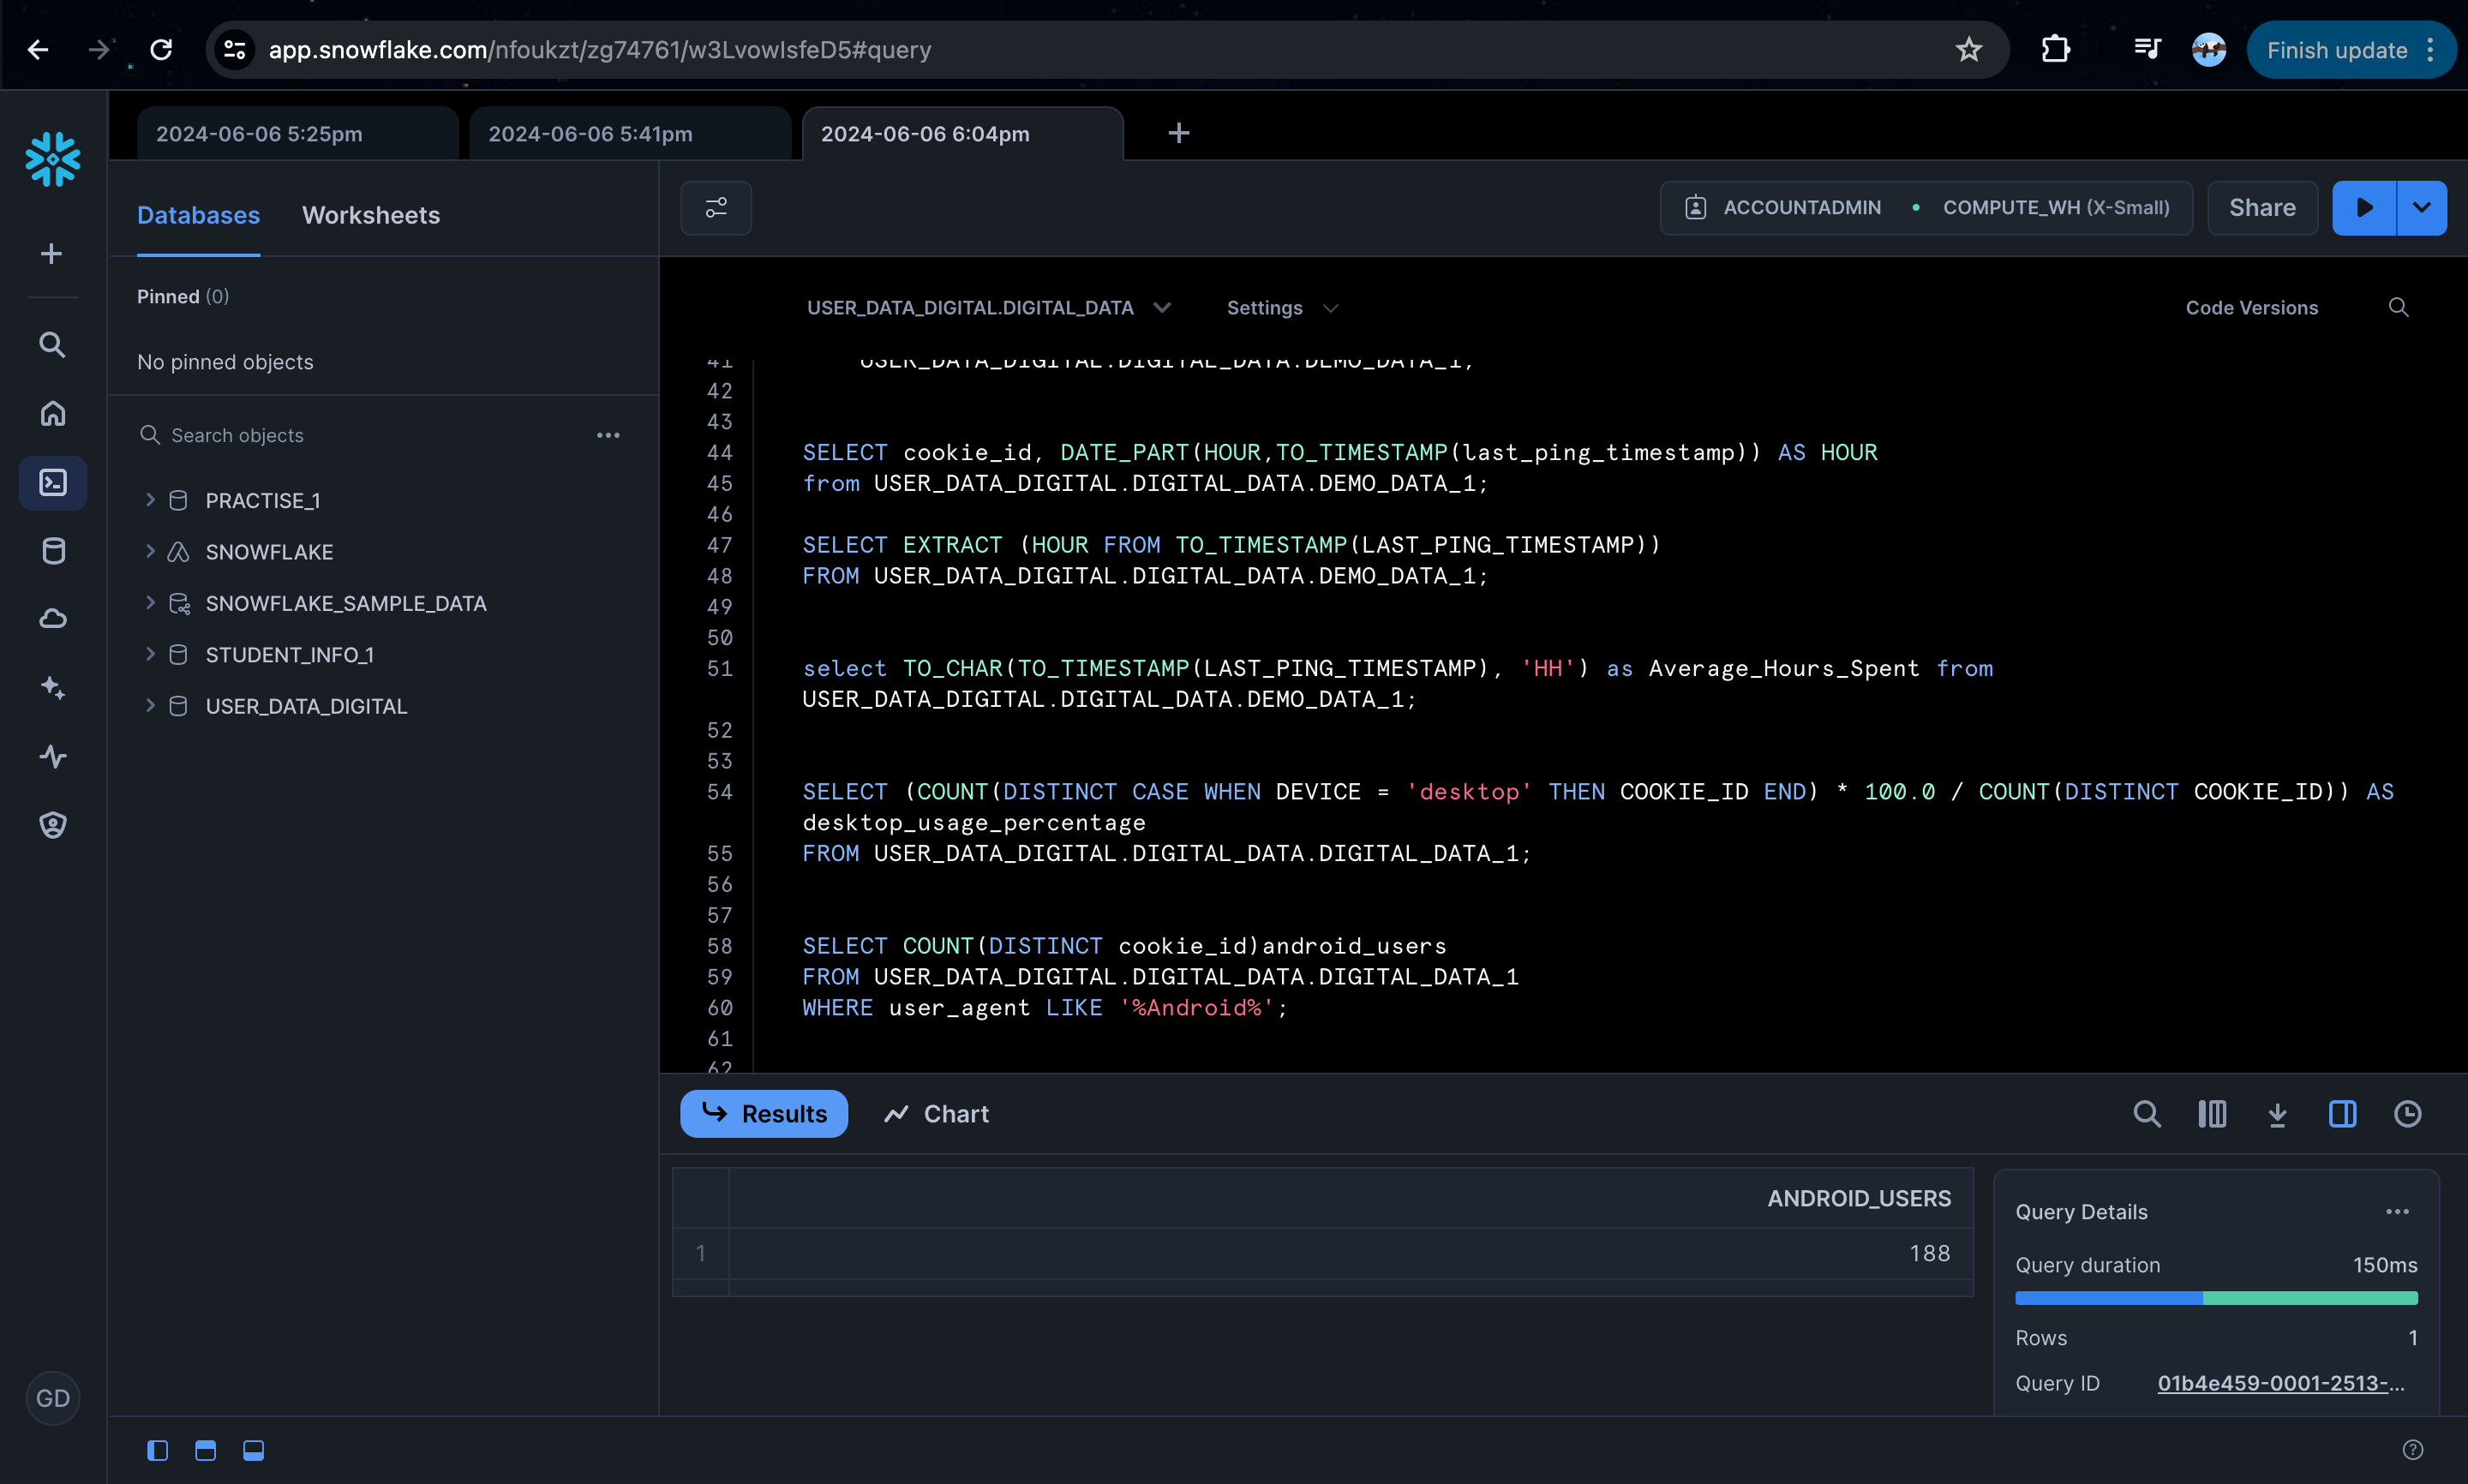 app.snowflake.com/nfoukzt/zg74761/w3LvowIsfeD5#query
Finish update
2024-06-06 5:25pm
2024-06-06 5:41pm
2024-06-06 6:04pm
Databases
Worksheets
ACCOUNTADMIN
COMPUTE_WH (X-Small)
Share
Pinned (0)
No pinned objects
Search objects
PRACTISE_1
SNOWFLAKE
SNOWFLAKE_SAMPLE_DATA
STUDENT_INFO_1
USER_DATA_DIGITAL
USER_DATA_DIGITAL.DIGITAL_DATA
Settings
Code Versions
41 USER_DATA_DIGITAL.DIGITAL_DATA.DEMO_DATA_1;
42
43
44 SELECT cookie_id, DATE_PART(HOUR,TO_TIMESTAMP(last_ping_timestamp)) AS HOUR
45 from USER_DATA_DIGITAL.DIGITAL_DATA.DEMO_DATA_1;
46
47 SELECT EXTRACT (HOUR FROM TO_TIMESTAMP(LAST_PING_TIMESTAMP))
48 FROM USER_DATA_DIGITAL.DIGITAL_DATA.DEMO_DATA_1;
49
50
51 select TO_CHAR(TO_TIMESTAMP(LAST_PING_TIMESTAMP), 'HH') as Average_Hours_Spent from
USER_DATA_DIGITAL.DIGITAL_DATA.DEMO_DATA_1;
52
53
54 SELECT (COUNT(DISTINCT CASE WHEN DEVICE = 'desktop' THEN COOKIE_ID END) * 100.0 / COUNT(DISTINCT COOKIE_ID)) AS
desktop_usage_percentage
55 FROM USER_DATA_DIGITAL.DIGITAL_DATA.DIGITAL_DATA_1;
56
57
58 SELECT COUNT(DISTINCT cookie_id)android_users
59 FROM USER_DATA_DIGITAL.DIGITAL_DATA.DIGITAL_DATA_1
60 WHERE user_agent LIKE '%Android%';
61
62
Results
Chart
ANDROID_USERS
1 188
Query Details
Query duration 150ms
Rows 1
Query ID 01b4e459-0001-2513-...
GD